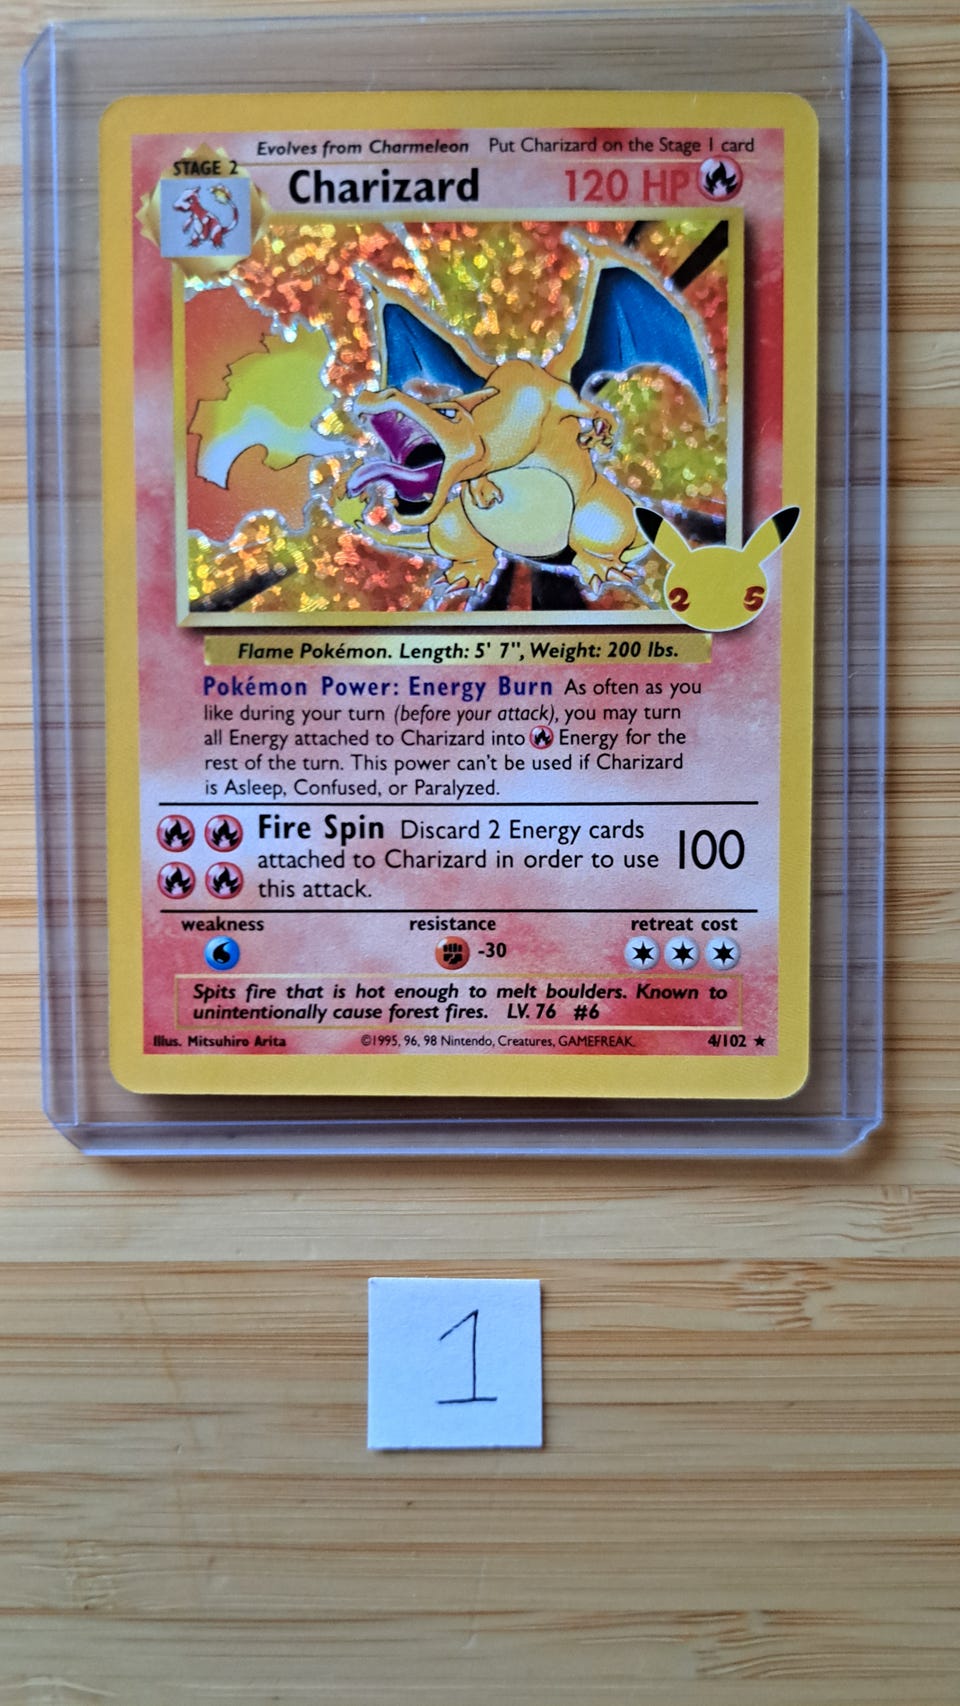 Evolves from Charmeleon Put Charizard on the Stage 1 card
STAGE 2
Charizard 120 HP
2 5
Flame Pokémon. Length: 5' 7", Weight: 200 lbs.
Pokémon Power: Energy Burn As often as you
like during your turn (before your attack), you may turn
all Energy attached to Charizard into Energy for the
rest of the turn. This power can't be used if Charizard
is Asleep, Confused, or Paralyzed.
Fire Spin Discard 2 Energy cards
attached to Charizard in order to use
this attack.
100
weakness resistance retreat cost
-30
Spits fire that is hot enough to melt boulders. Known to
unintentionally cause forest fires. LV. 76 #6
Illus. Mitsuhiro Arita ©1995, 96, 98 Nintendo, Creatures, GAMEFREAK. 4/102 ★
1